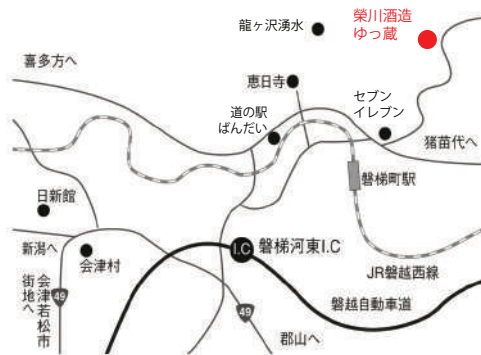 龍ヶ沢湧水
榮川酒造
ゆっ蔵
喜多方へ
恵日寺
道の駅
ばんだい
セブン
イレブン
猪苗代へ
磐梯町駅
日新館
新潟へ
会津村
I.C
磐梯河東I.C
JR磐越西線
会津若松市
街地へ
49
磐越自動車道
49
郡山へ